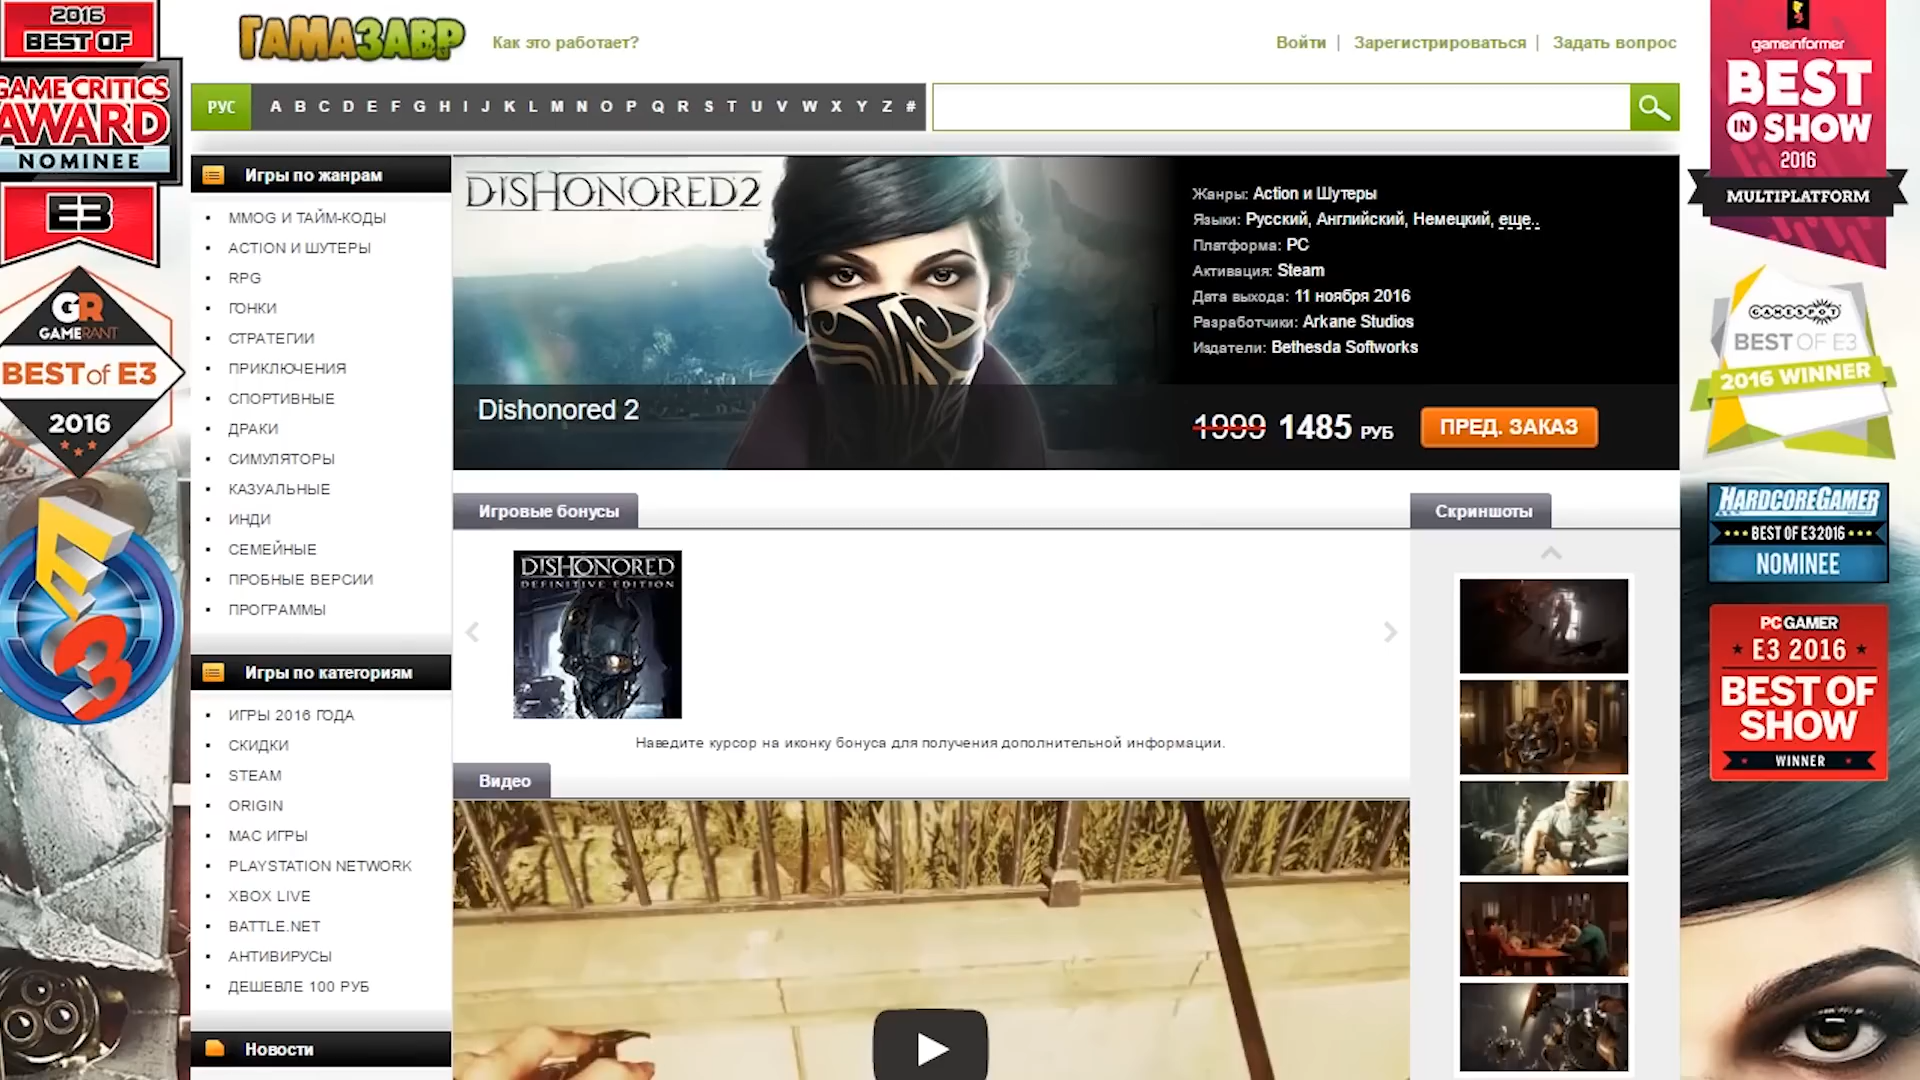 2016
BEST OF
GAME CRITICS
AWARD
NOMINEE
E3
GR
GAMERANT
BEST of E3
2016
E3
ГАМАЗАВР
Как это работает?
Войти | Зарегистрироваться | Задать вопрос
РУС A B C D E F G H I J K L M N O P Q R S T U V W X Y Z #
Игры по жанрам
MMOG И ТАЙМ-КОДЫ
ACTION И ШУТЕРЫ
RPG
ГОНКИ
СТРАТЕГИИ
ПРИКЛЮЧЕНИЯ
СПОРТИВНЫЕ
ДРАКИ
СИМУЛЯТОРЫ
КАЗУАЛЬНЫЕ
ИНДИ
СЕМЕЙНЫЕ
ПРОБНЫЕ ВЕРСИИ
ПРОГРАММЫ
Игры по категориям
ИГРЫ 2016 ГОДА
СКИДКИ
STEAM
ORIGIN
MAC ИГРЫ
PLAYSTATION NETWORK
XBOX LIVE
BATTLE.NET
АНТИВИРУСЫ
ДЕШЕВЛЕ 100 РУБ
Новости
DISHONORED 2
Жанры: Action и Шутеры
Языки: Русский, Английский, Немецкий, еще..
Платформа: PC
Активация: Steam
Дата выхода: 11 ноября 2016
Разработчики: Arkane Studios
Издатели: Bethesda Softworks
Dishonored 2
1999 1485 РУБ
ПРЕД. ЗАКАЗ
Игровые бонусы
DISHONORED
DEFINITIVE EDITION
Наведите курсор на иконку бонуса для получения дополнительной информации.
Видео
Скриншоты
gameinformer
BEST
IN SHOW
2016
MULTIPLATFORM
GAMESPOT
BEST OF E3
2016 WINNER
HARDCOREGAMER
BEST OF E3 2016
NOMINEE
PC GAMER
E3 2016
BEST OF
SHOW
WINNER